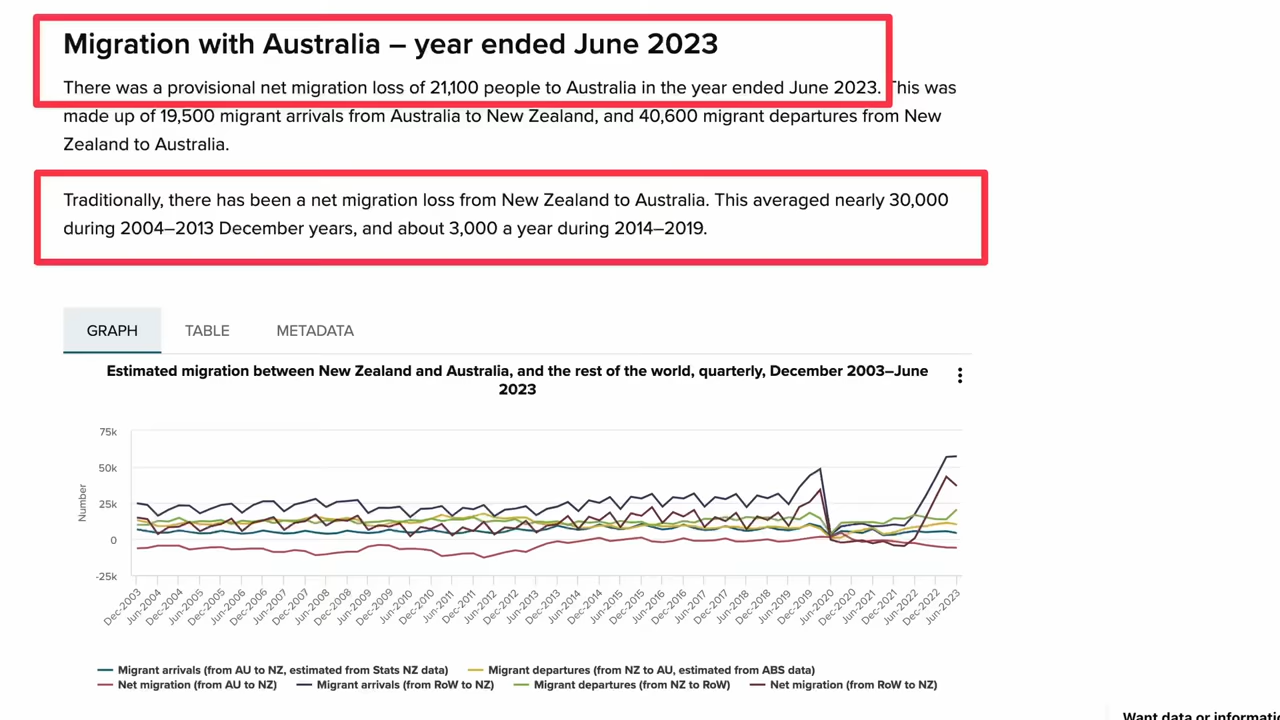 Migration with Australia – year ended June 2023
There was a provisional net migration loss of 21,100 people to Australia in the year ended June 2023. This was
made up of 19,500 migrant arrivals from Australia to New Zealand, and 40,600 migrant departures from New
Zealand to Australia.
Traditionally, there has been a net migration loss from New Zealand to Australia. This averaged nearly 30,000
during 2004–2013 December years, and about 3,000 a year during 2014–2019.
GRAPH TABLE METADATA
Estimated migration between New Zealand and Australia, and the rest of the world, quarterly, December 2003–June
2023
75k
50k
25k
0
-25k
Number
Dec-2003 Jun-2004 Dec-2004 Jun-2005 Dec-2005 Jun-2006 Dec-2006 Jun-2007 Dec-2007 Jun-2008 Dec-2008 Jun-2009 Dec-2009 Jun-2010 Dec-2010 Jun-2011 Dec-2011 Jun-2012 Dec-2012 Jun-2013 Dec-2013 Jun-2014 Dec-2014 Jun-2015 Dec-2015 Jun-2016 Dec-2016 Jun-2017 Dec-2017 Jun-2018 Dec-2018 Jun-2019 Dec-2019 Jun-2020 Dec-2020 Jun-2021 Dec-2021 Jun-2022 Dec-2022 Jun-2023
Migrant arrivals (from AU to NZ, estimated from Stats NZ data) Migrant departures (from NZ to AU, estimated from ABS data)
Net migration (from AU to NZ) Migrant arrivals (from RoW to NZ) Migrant departures (from NZ to RoW) Net migration (from RoW to NZ)
Want data or informati